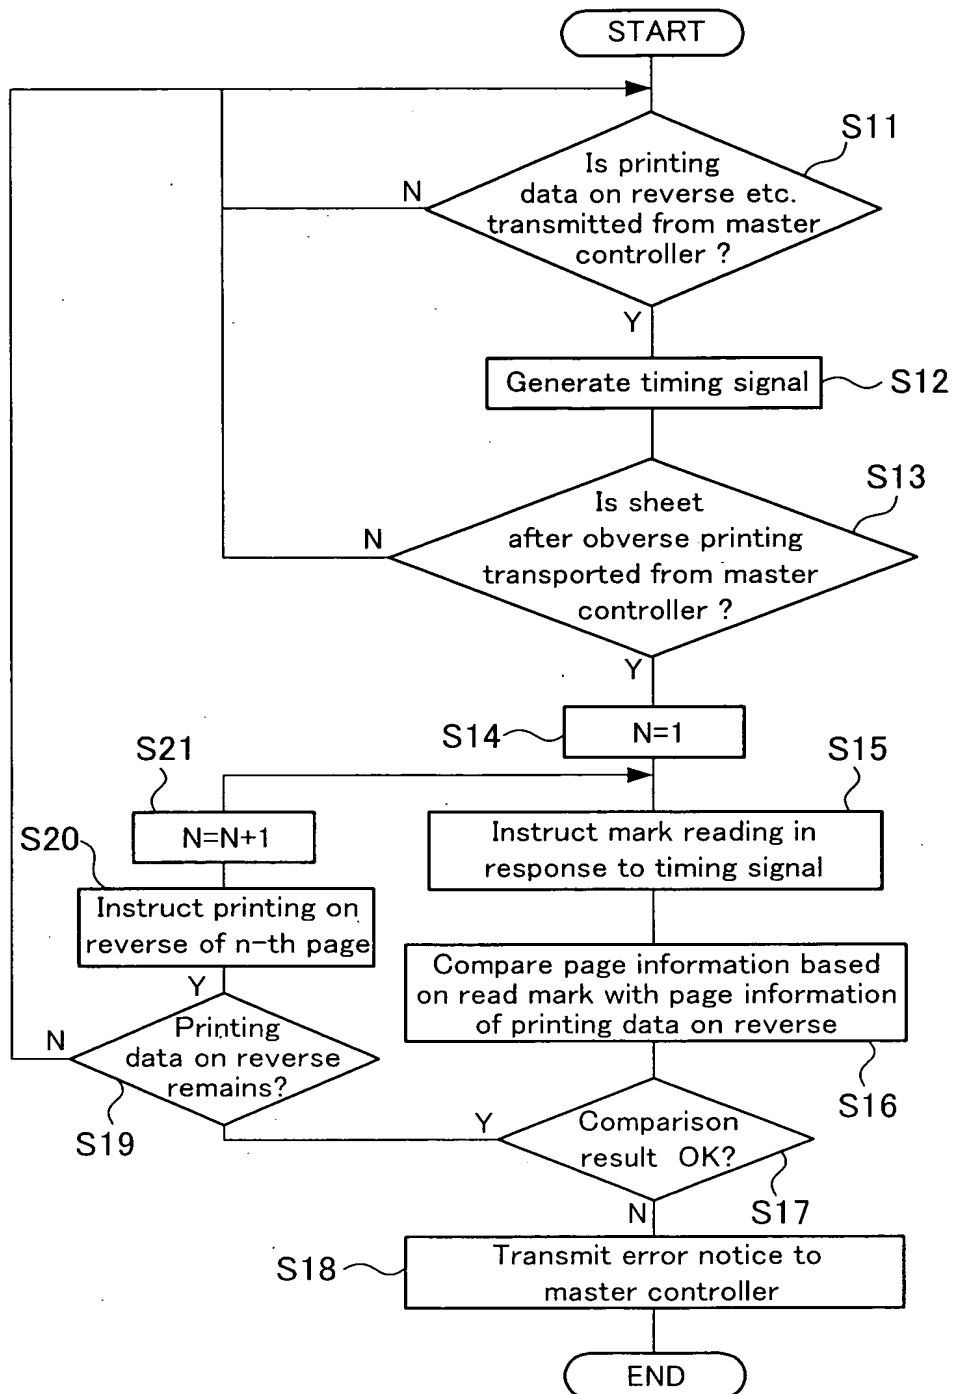 START
S11
Is printing
data on reverse etc.
transmitted from master
controller ?
N
Y
Generate timing signal
S12
S13
Is sheet
after obverse printing
transported from master
controller ?
N
Y
S14
N=1
S21
N=N+1
S15
Instruct mark reading in
response to timing signal
S20
Instruct printing on
reverse of n-th page
Y
Compare page information based
on read mark with page information
of printing data on reverse
S16
N
Printing
data on reverse
remains?
S19
Y
Comparison
result OK?
S17
N
S18
Transmit error notice to
master controller
END